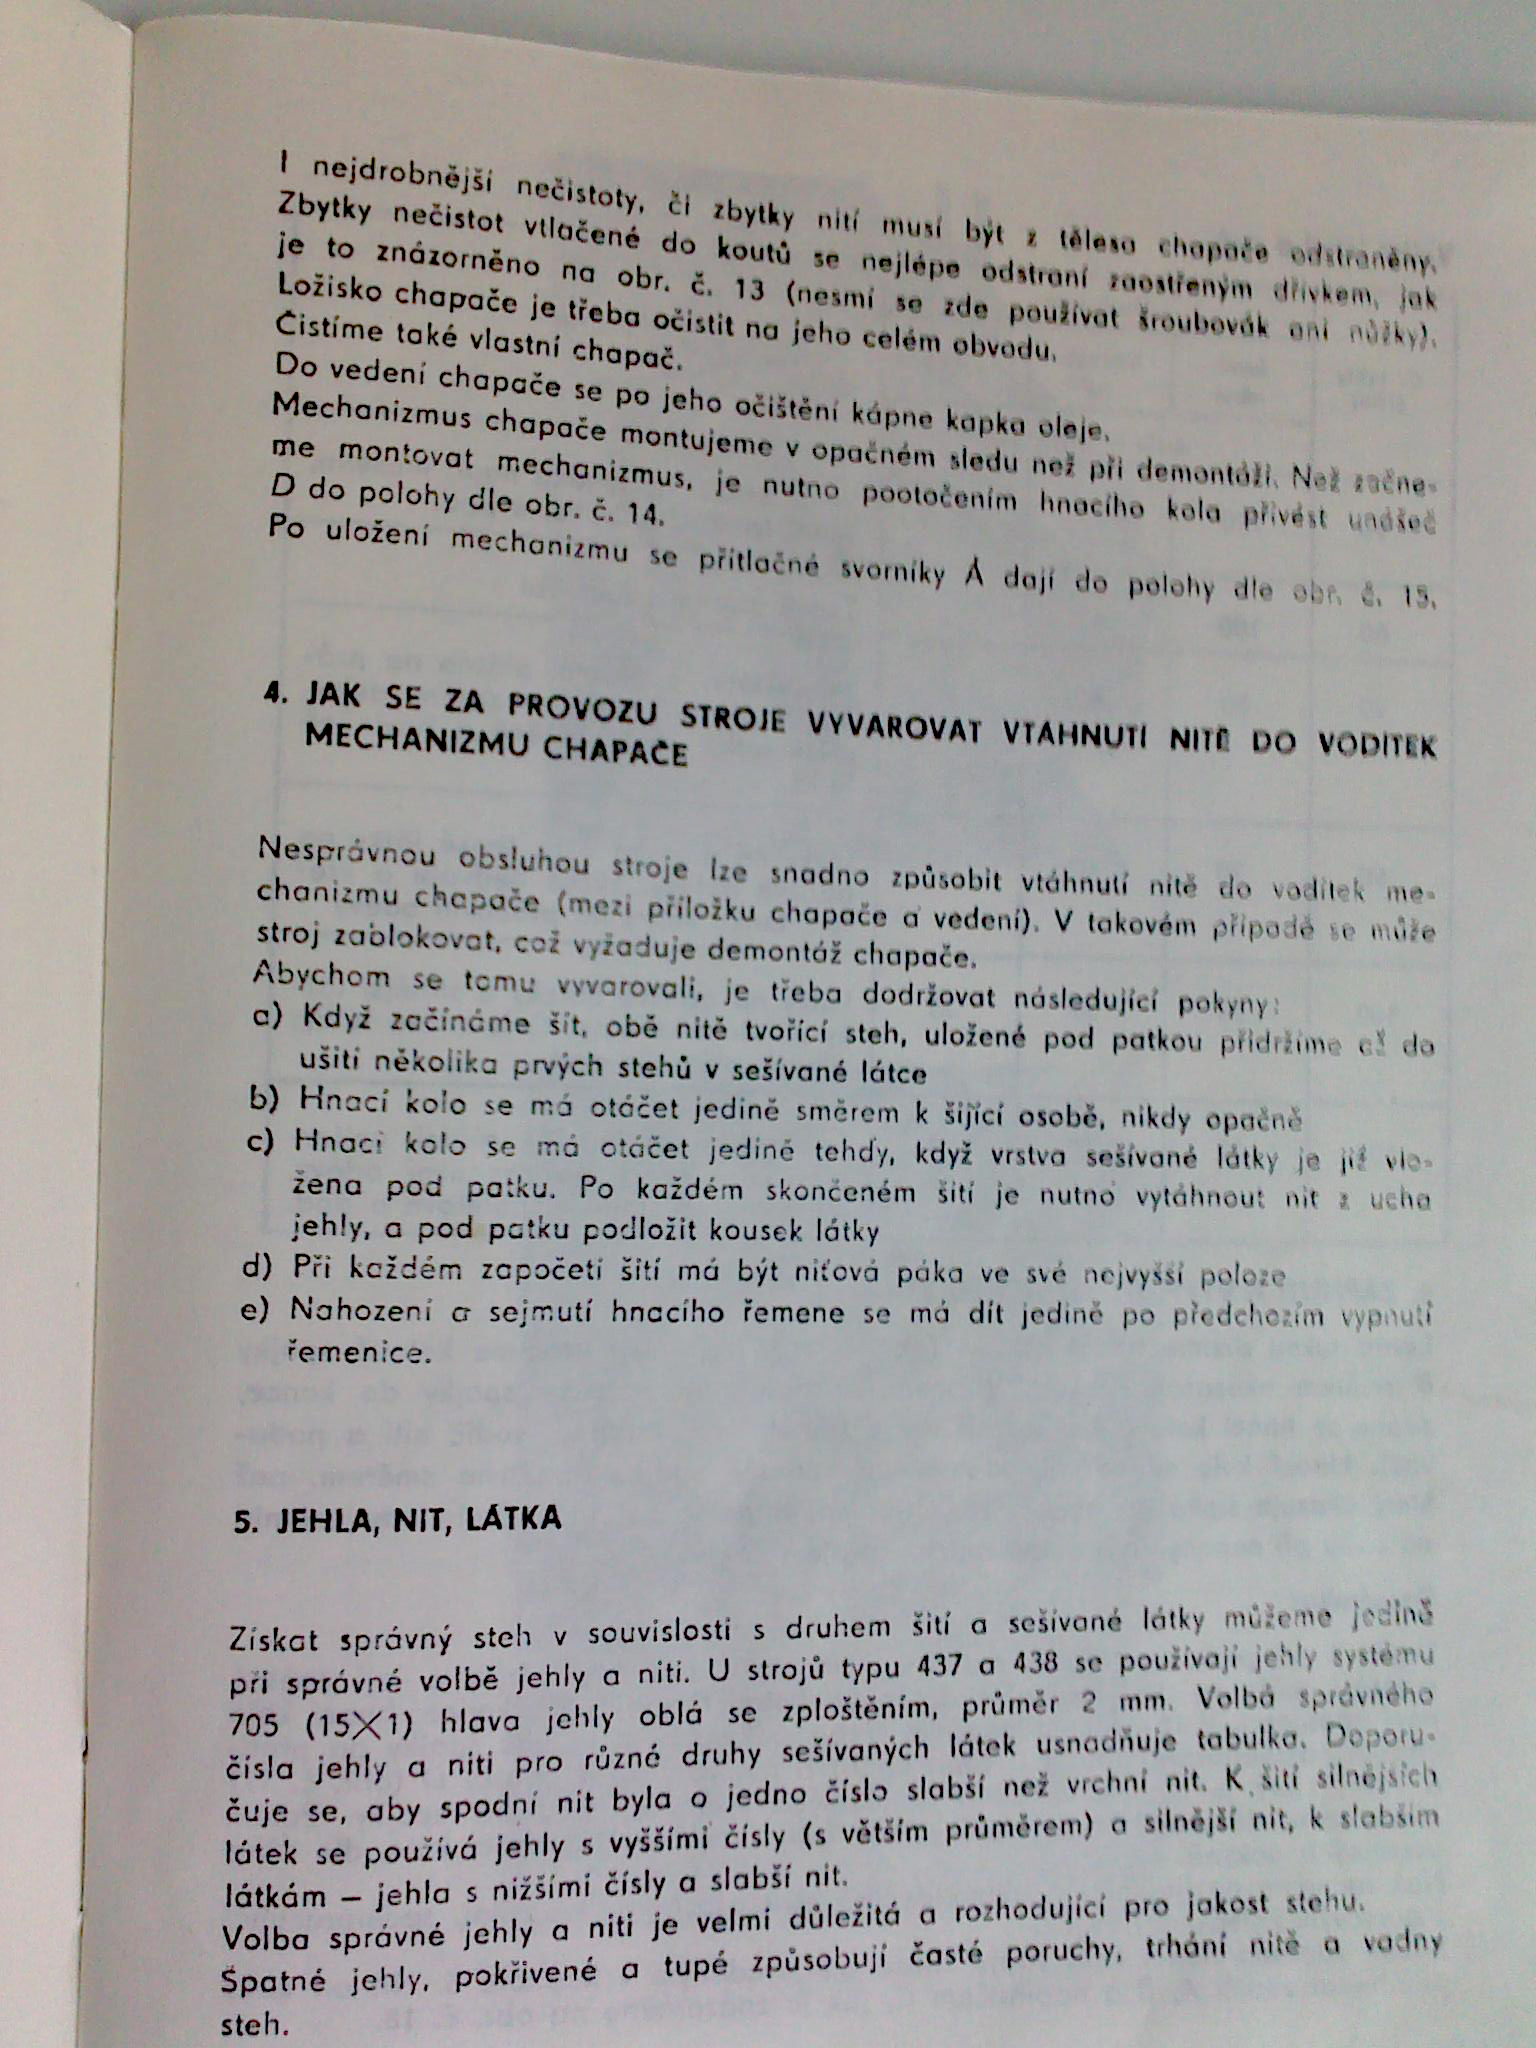 I nejdrobnější nečistoty, či zbytky nití musí být z tělesa chapače odstraněny.
Zbytky nečistot vtlačené do koutů se nejlépe odstraní zaostřeným dřívkem, jak
je to znázorněno na obr. č. 13 (nesmí se zde používat šroubovák ani nůžky).
Ložisko chapače je třeba očistit na jeho celém obvodu.
Čistíme také vlastní chapač.
Do vedení chapače se po jeho očištění kápne kapka oleje.
Mechanizmus chapače montujeme v opačném sledu než při demontáži. Než začne-
me montovat mechanizmus, je nutno pootočením hnacího kola přivést unášeč
D do polohy dle obr. č. 14.
Po uložení mechanizmu se přítlačné svorníky A dají do polohy dle obr. č. 15.
4. JAK SE ZA PROVOZU STROJE VYVAROVAT VTÁHNUTÍ NITĚ DO VODÍTEK
MECHANIZMU CHAPAČE
Nesprávnou obsluhou stroje lze snadno způsobit vtáhnutí nitě do vodítek me-
chanizmu chapače (mezi příložku chapače a vedení). V takovém případě se může
stroj zablokovat, což vyžaduje demontáž chapače.
Abychom se tomu vyvarovali, je třeba dodržovat následující pokyny:
a) Když začínáme šít, obě nitě tvořící steh, uložené pod patkou přidržíme až do
ušití několika prvých stehů v sešívané látce
b) Hnací kolo se má otáčet jedině směrem k šijící osobě, nikdy opačně
c) Hnací kolo se má otáčet jedině tehdy, když vrstva sešívané látky je již vlo-
žena pod patku. Po každém skončeném šití je nutno vytáhnout nit z ucha
jehly, a pod patku podložit kousek látky
d) Při každém započetí šití má být niťová páka ve své nejvyšší poloze
e) Nahození a sejmutí hnacího řemene se má dít jedině po předchozím vypnutí
řemenice.
5. JEHLA, NIT, LÁTKA
Získat správný steh v souvislosti s druhem šití a sešívané látky můžeme jedině
při správné volbě jehly a niti. U strojů typu 437 a 438 se používají jehly systému
705 (15X1) hlava jehly oblá se zploštěním, průměr 2 mm. Volbá správného
čísla jehly a niti pro různé druhy sešívaných látek usnadňuje tabulka. Doporu-
čuje se, aby spodní nit byla o jedno číslo slabší než vrchní nit. K šití silnějších
látek se používá jehly s vyššími čísly (s větším průměrem) a silnější nit, k slabším
látkám – jehla s nižšími čísly a slabší nit.
Volba správné jehly a niti je velmi důležitá a rozhodující pro jakost stehu.
Špatné jehly, pokřivené a tupé způsobují časté poruchy, trhání nitě a vadny
steh.